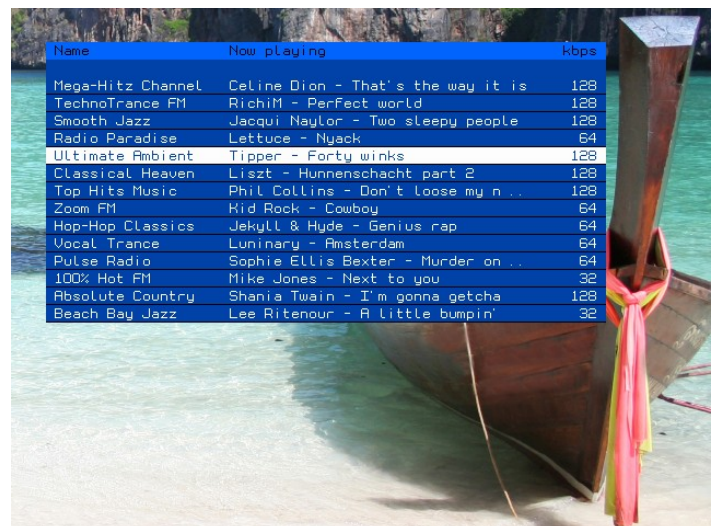 Name Now playing kbps
Mega-Hitz Channel Celine Dion - That's the way it is 128
TechnoTrance FM RichiM - Perfect world 128
Smooth Jazz Jacqui Naylor - Two sleepy people 128
Radio Paradise Lettuce - Nyack 64
Ultimate Ambient Tipper - Forty winks 128
Classical Heaven Liszt - Hunnenschacht part 2 128
Top Hits Music Phil Collins - Don't loose my n .. 128
Zoom FM Kid Rock - Cowboy 64
Hop-Hop Classics Jekyll & Hyde - Genius rap 64
Vocal Trance Luninary - Amsterdam 64
Pulse Radio Sophie Ellis Bexter - Murder on .. 64
100% Hot FM Mike Jones - Next to you 32
Absolute Country Shania Twain - I'm gonna getcha 128
Beach Bay Jazz Lee Ritenour - A little bumpin' 32